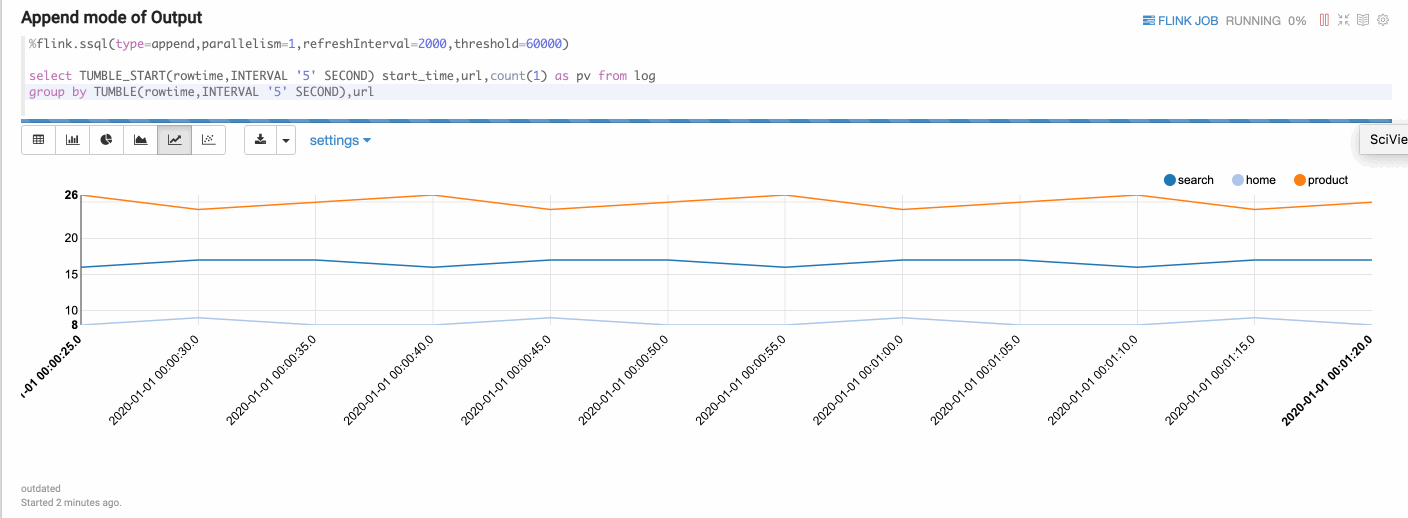 Append mode of Output
FLINK JOB RUNNING 0%
%flink.ssql(type=append,parallelism=1,refreshInterval=2000,threshold=60000)
select TUMBLE_START(rowtime,INTERVAL '5' SECOND) start_time,url,count(1) as pv from log
group by TUMBLE(rowtime,INTERVAL '5' SECOND),url
settings
SciVie
search home product
26
20
15
10
8
-01 00:00:25.0
2020-01-01 00:00:30.0
2020-01-01 00:00:35.0
2020-01-01 00:00:40.0
2020-01-01 00:00:45.0
2020-01-01 00:00:50.0
2020-01-01 00:00:55.0
2020-01-01 00:01:00.0
2020-01-01 00:01:05.0
2020-01-01 00:01:10.0
2020-01-01 00:01:15.0
2020-01-01 00:01:20.0
outdated
Started 2 minutes ago.